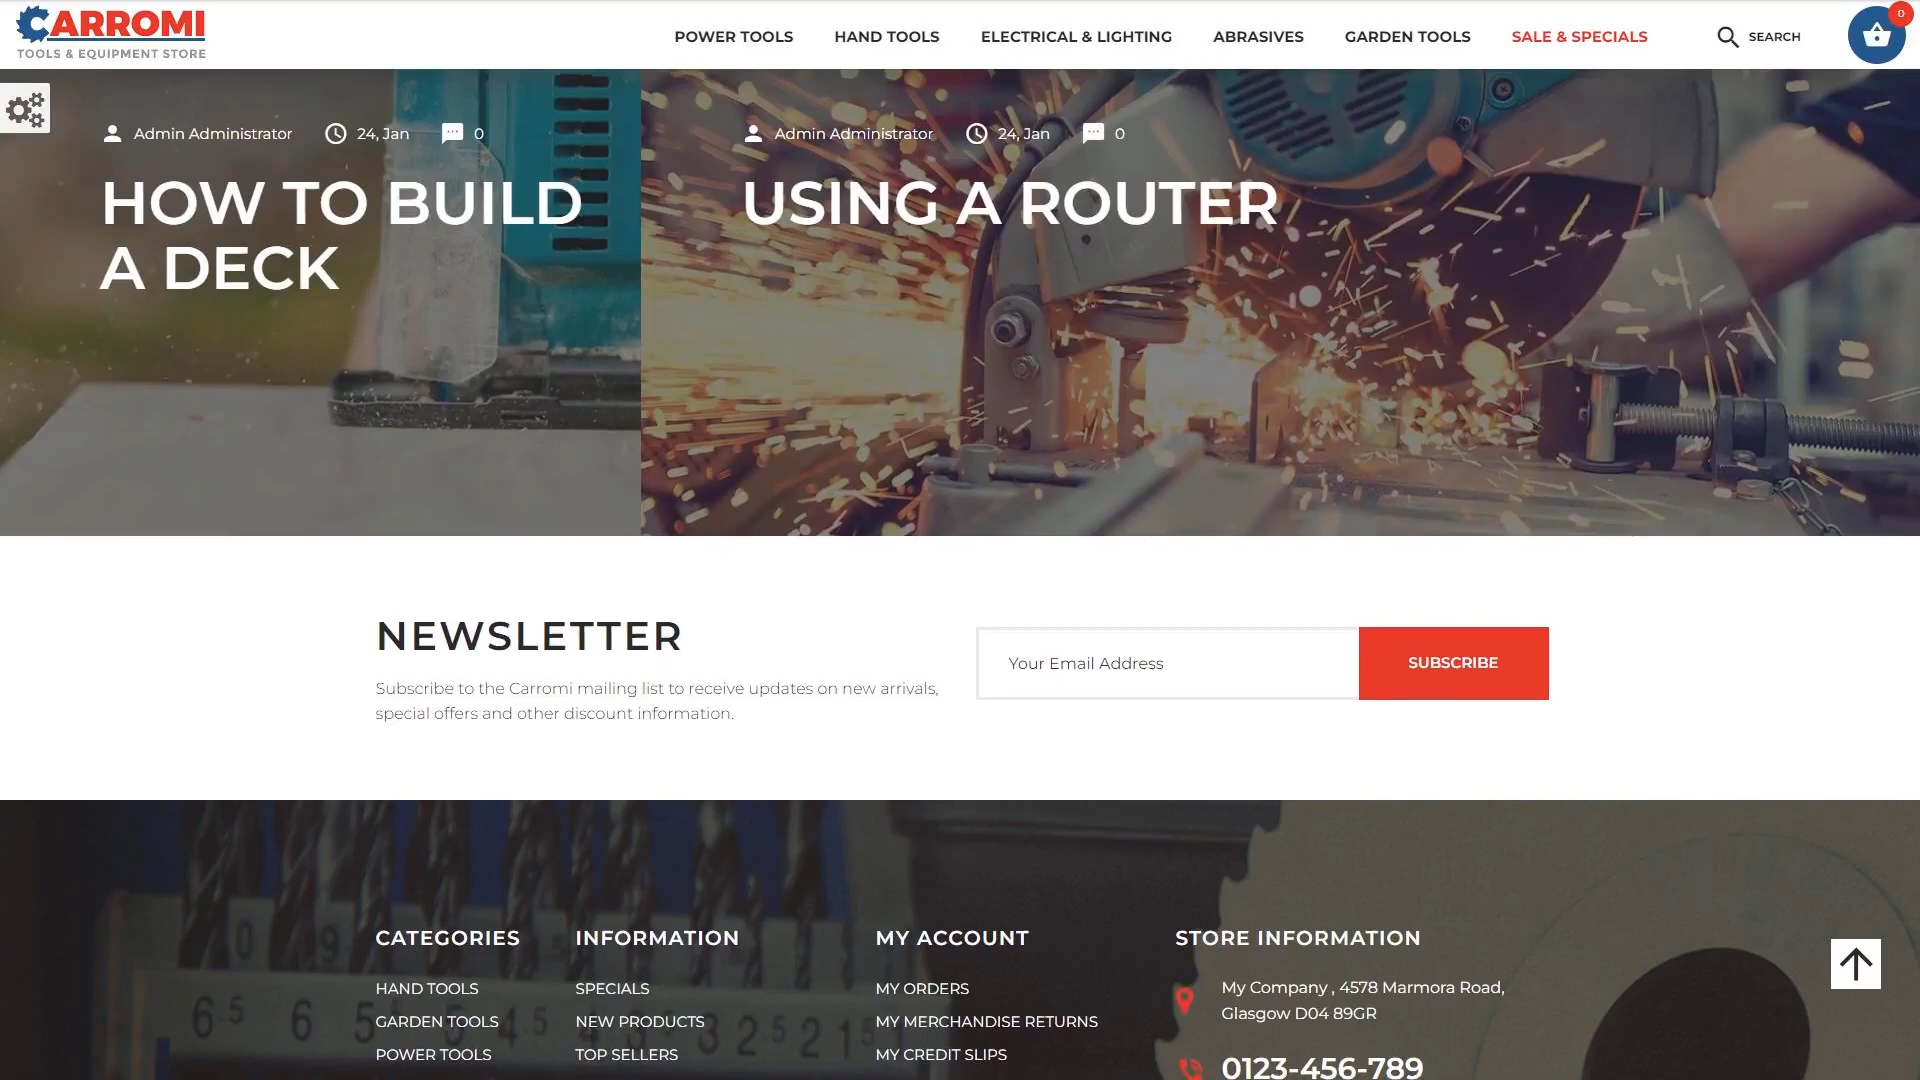 CARROMI
TOOLS & EQUIPMENT STORE
POWER TOOLS HAND TOOLS ELECTRICAL & LIGHTING ABRASIVES GARDEN TOOLS SALE & SPECIALS SEARCH 0
Admin Administrator 24, Jan 0
HOW TO BUILD
A DECK
Admin Administrator 24, Jan 0
USING A ROUTER
NEWSLETTER
Subscribe to the Carromi mailing list to receive updates on new arrivals,
special offers and other discount information.
Your Email Address SUBSCRIBE
CATEGORIES
HAND TOOLS
GARDEN TOOLS
POWER TOOLS
INFORMATION
SPECIALS
NEW PRODUCTS
TOP SELLERS
MY ACCOUNT
MY ORDERS
MY MERCHANDISE RETURNS
MY CREDIT SLIPS
STORE INFORMATION
My Company , 4578 Marmora Road,
Glasgow D04 89GR
0123-456-789